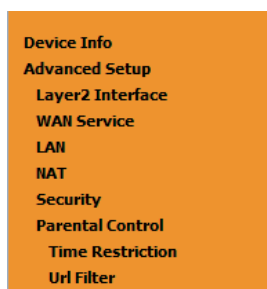 Device Info
Advanced Setup
Layer2 Interface
WAN Service
LAN
NAT
Security
Parental Control
Time Restriction
Url Filter